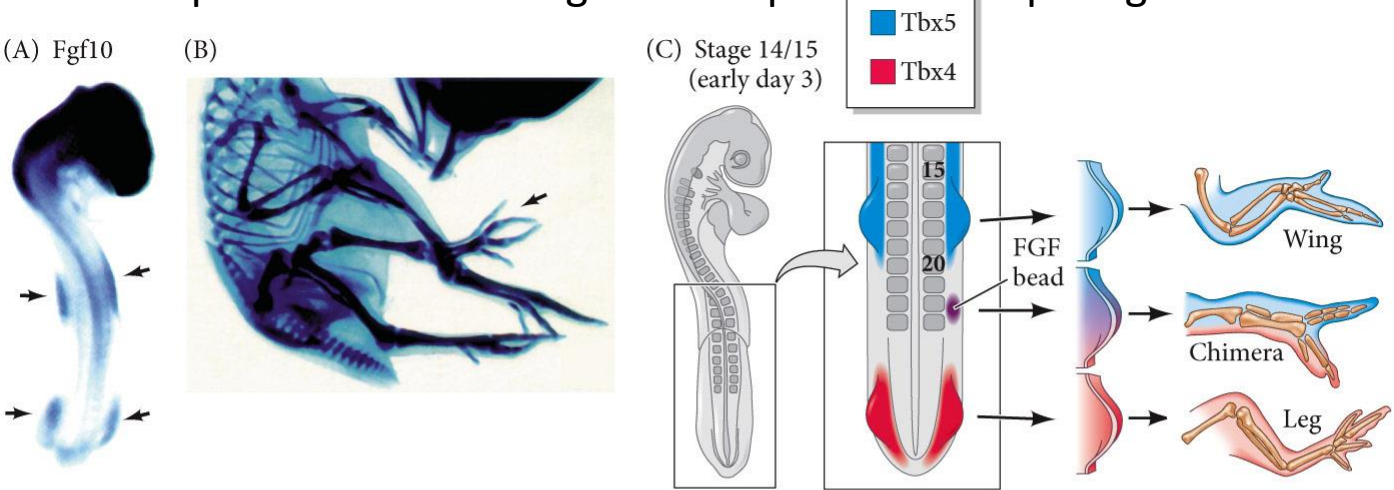 (A) Fgf10
(B)
(C) Stage 14/15
(early day 3)
Tbx5
Tbx4
15
20
FGF
bead
Wing
Chimera
Leg